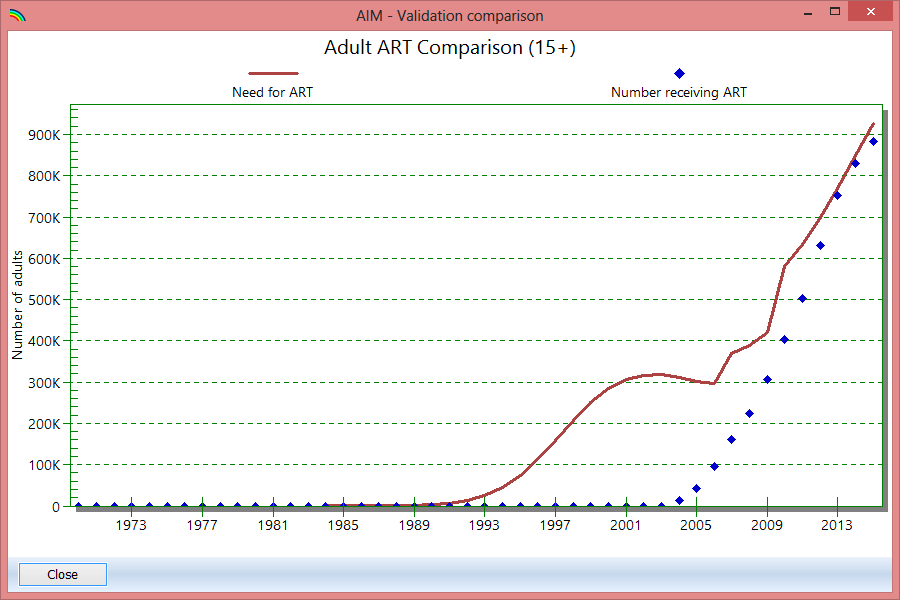 AIM - Validation comparison
Adult ART Comparison (15+)
Need for ART
Number receiving ART
Number of adults
900K
800K
700K
600K
500K
400K
300K
200K
100K
0
1973 1977 1981 1985 1989 1993 1997 2001 2005 2009 2013
Close